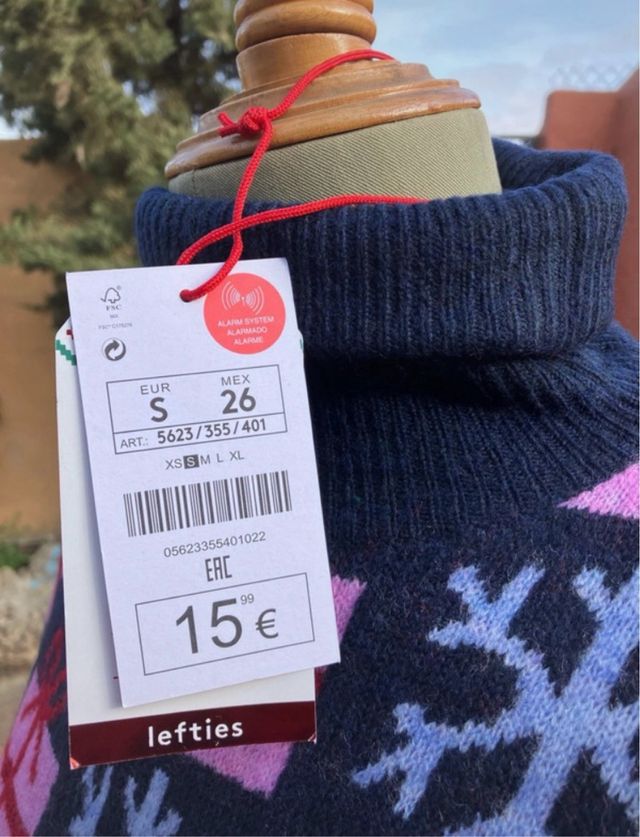 FSC
MIX
ALARM SYSTEM
ALARMADO
ALARME
EUR MEX
S 26
ART.: 5623/355/401
XS S M L XL
05623355401022
EAC
15 99 €
lefties